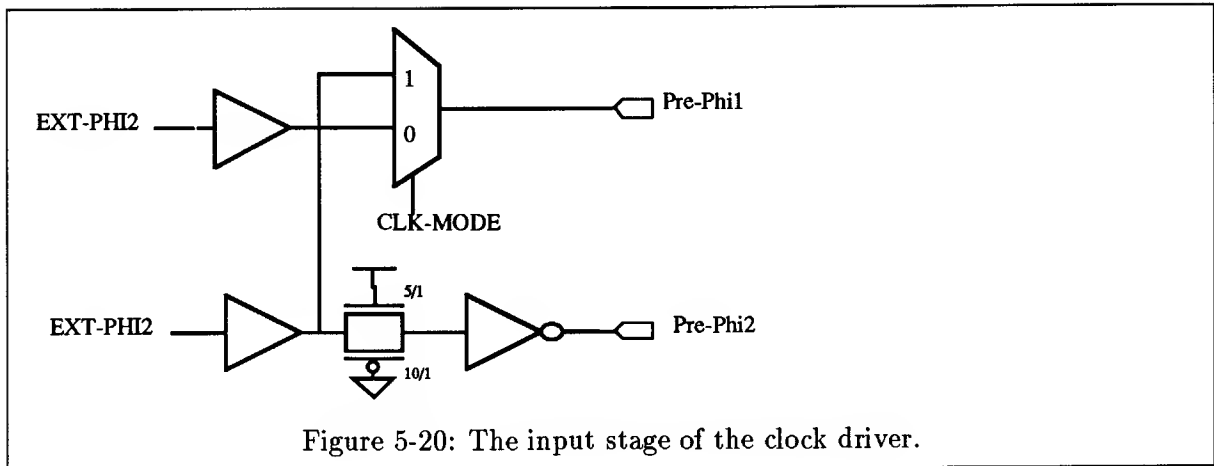 1
Pre-Phi1
EXT-PHI2
0
CLK-MODE
5/1
EXT-PHI2
Pre-Phi2
10/1
Figure 5-20: The input stage of the clock driver.